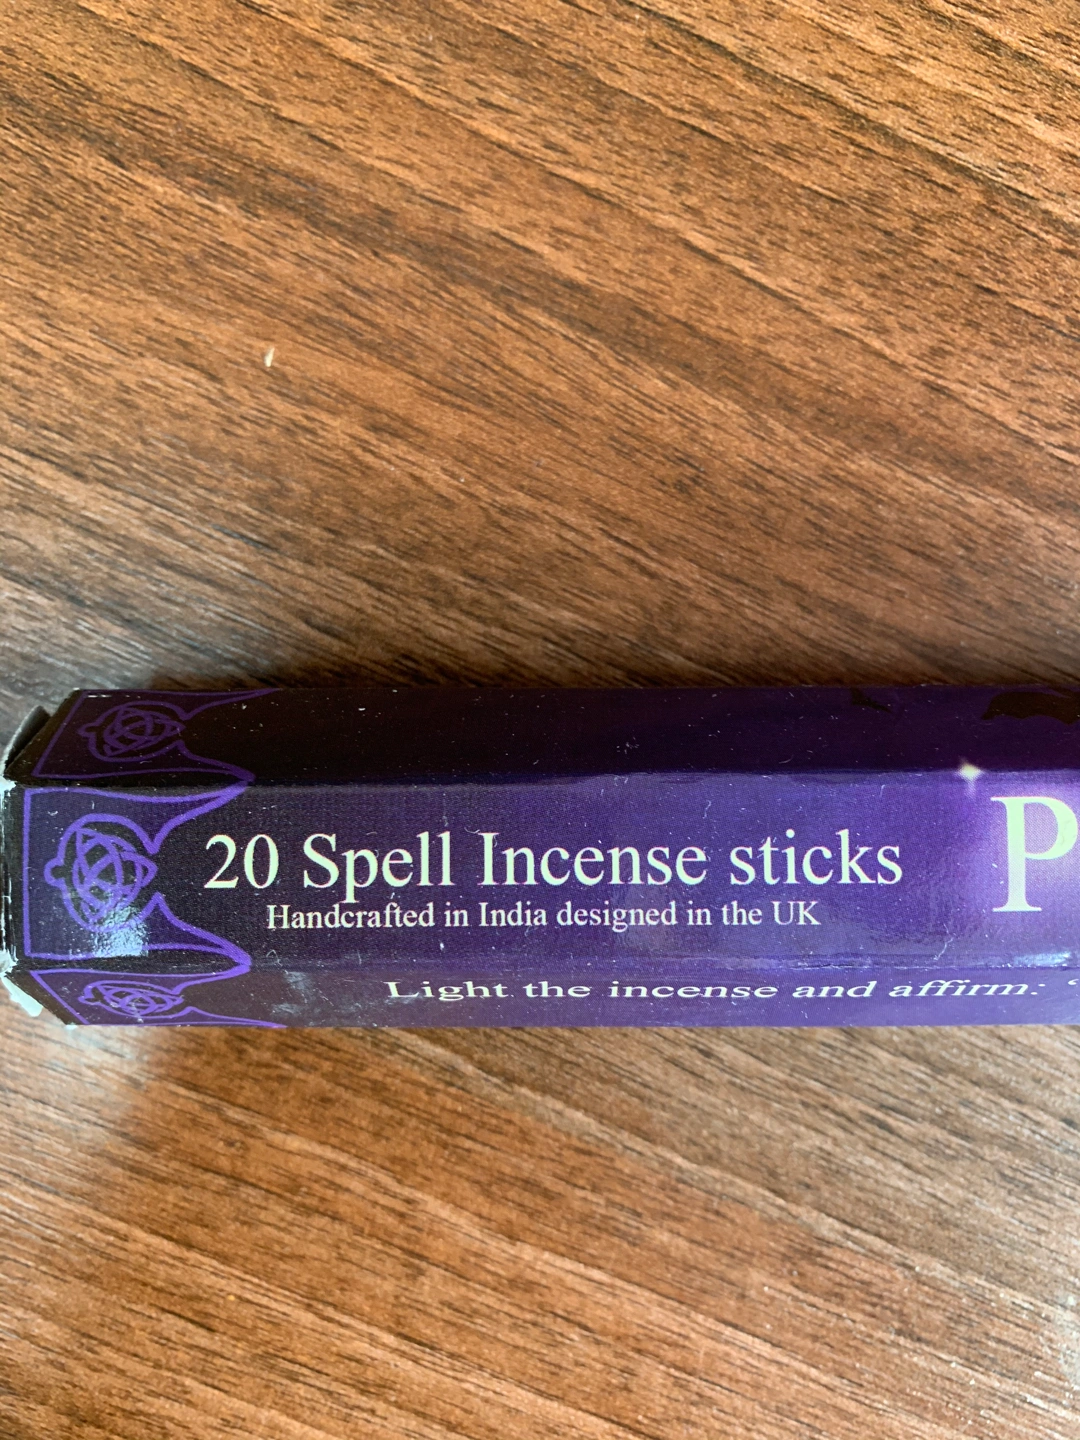 20 Spell Incense sticks
P
Handcrafted in India designed in the UK
Light the incense and affirm: ‘